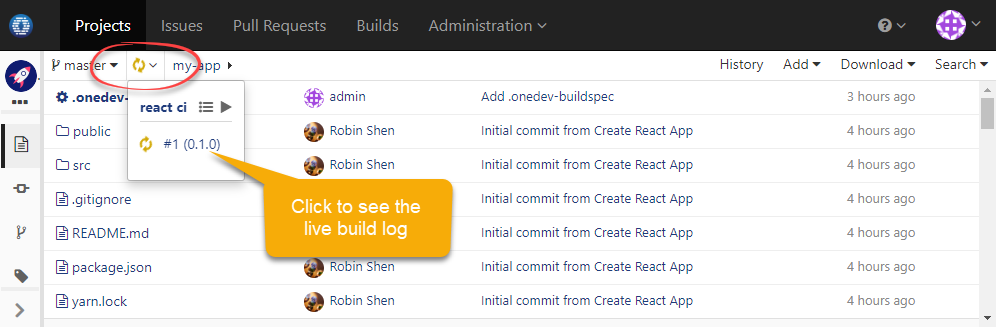 Projects Issues Pull Requests Builds Administration
master my-app History Add Download Search
.onedev- admin Add .onedev-buildspec 3 hours ago
react ci
public Robin Shen Initial commit from Create React App 4 hours ago
#1 (0.1.0)
src Robin Shen Initial commit from Create React App 4 hours ago
.gitignore Initial commit from Create React App 4 hours ago
Click to see the
live build log
README.md Initial commit from Create React App 4 hours ago
package.json Robin Shen Initial commit from Create React App 4 hours ago
yarn.lock Robin Shen Initial commit from Create React App 4 hours ago